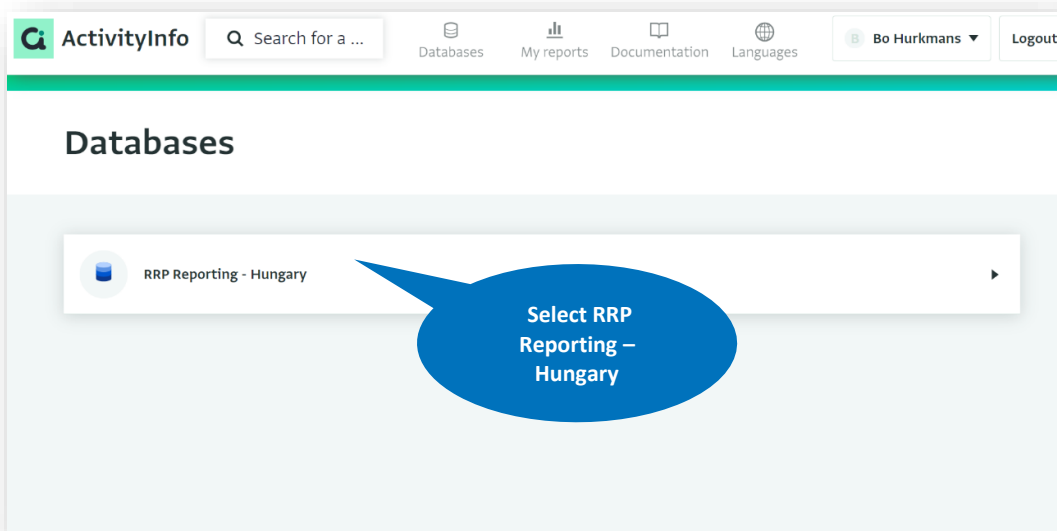 ActivityInfo
Search for a ...
Databases
My reports
Documentation
Languages
B Bo Hurkmans
Logout
Databases
RRP Reporting - Hungary
Select RRP
Reporting –
Hungary